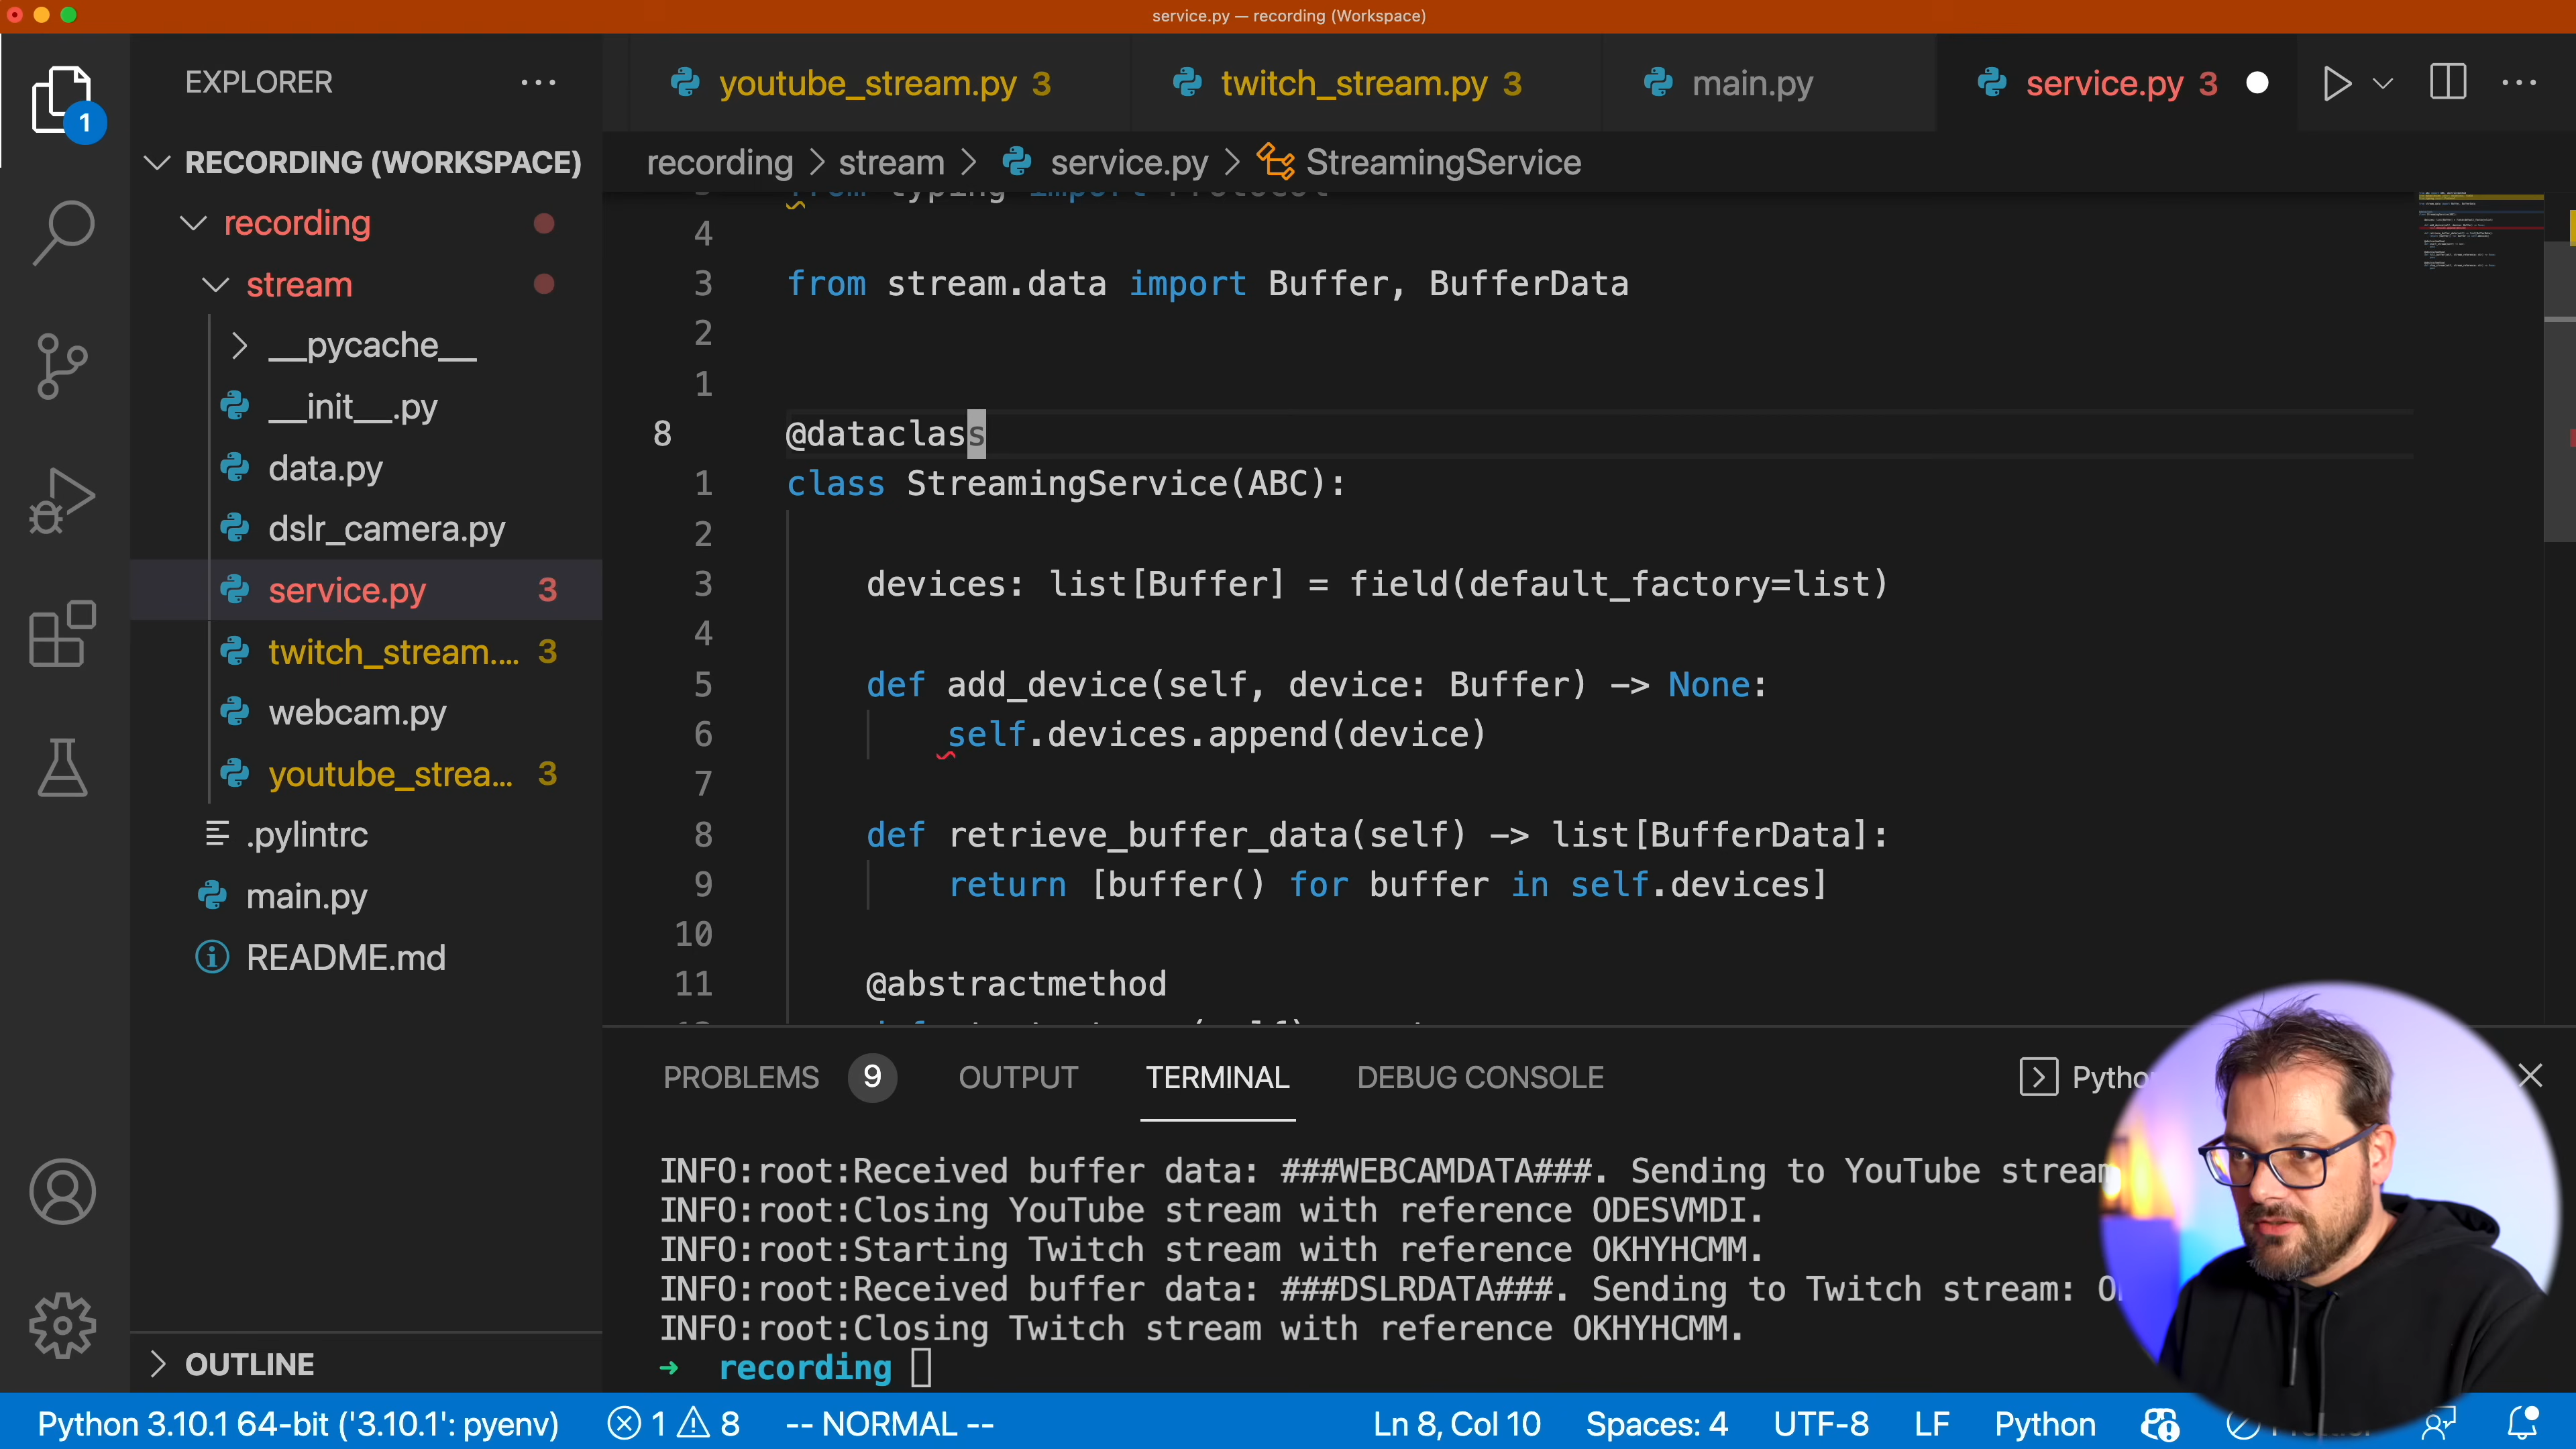 service.py — recording (Workspace)
EXPLORER
RECORDING (WORKSPACE)
recording
stream
__pycache__
__init__.py
data.py
dslr_camera.py
service.py 3
twitch_stream.... 3
webcam.py
youtube_strea... 3
.pylintrc
main.py
README.md
OUTLINE
1
youtube_stream.py 3
twitch_stream.py 3
main.py
service.py 3
recording > stream > service.py > StreamingService
from typing import Protocol
4
3 from stream.data import Buffer, BufferData
2
1
8 @dataclass
1 class StreamingService(ABC):
2
3 devices: list[Buffer] = field(default_factory=list)
4
5 def add_device(self, device: Buffer) -> None:
6 self.devices.append(device)
7
8 def retrieve_buffer_data(self) -> list[BufferData]:
9 return [buffer() for buffer in self.devices]
10
11 @abstractmethod
PROBLEMS 9 OUTPUT TERMINAL DEBUG CONSOLE
INFO:root:Received buffer data: ###WEBCAMDATA###. Sending to YouTube stream
INFO:root:Closing YouTube stream with reference ODESVMDI.
INFO:root:Starting Twitch stream with reference OKHYHCMM.
INFO:root:Received buffer data: ###DSLRDATA###. Sending to Twitch stream:
INFO:root:Closing Twitch stream with reference OKHYHCMM.
➜ recording
Python 3.10.1 64-bit ('3.10.1': pyenv) 1 8 -- NORMAL -- Ln 8, Col 10 Spaces: 4 UTF-8 LF Python